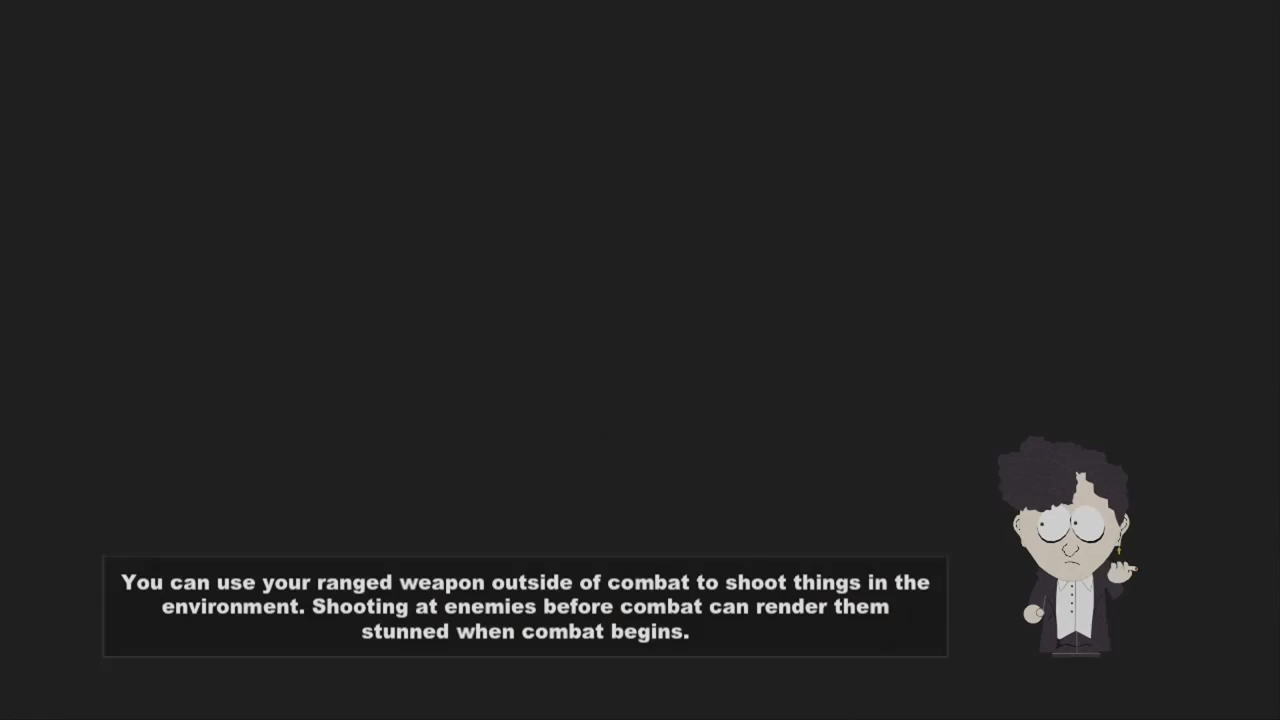 You can use your ranged weapon outside of combat to shoot things in the
environment. Shooting at enemies before combat can render them
stunned when combat begins.